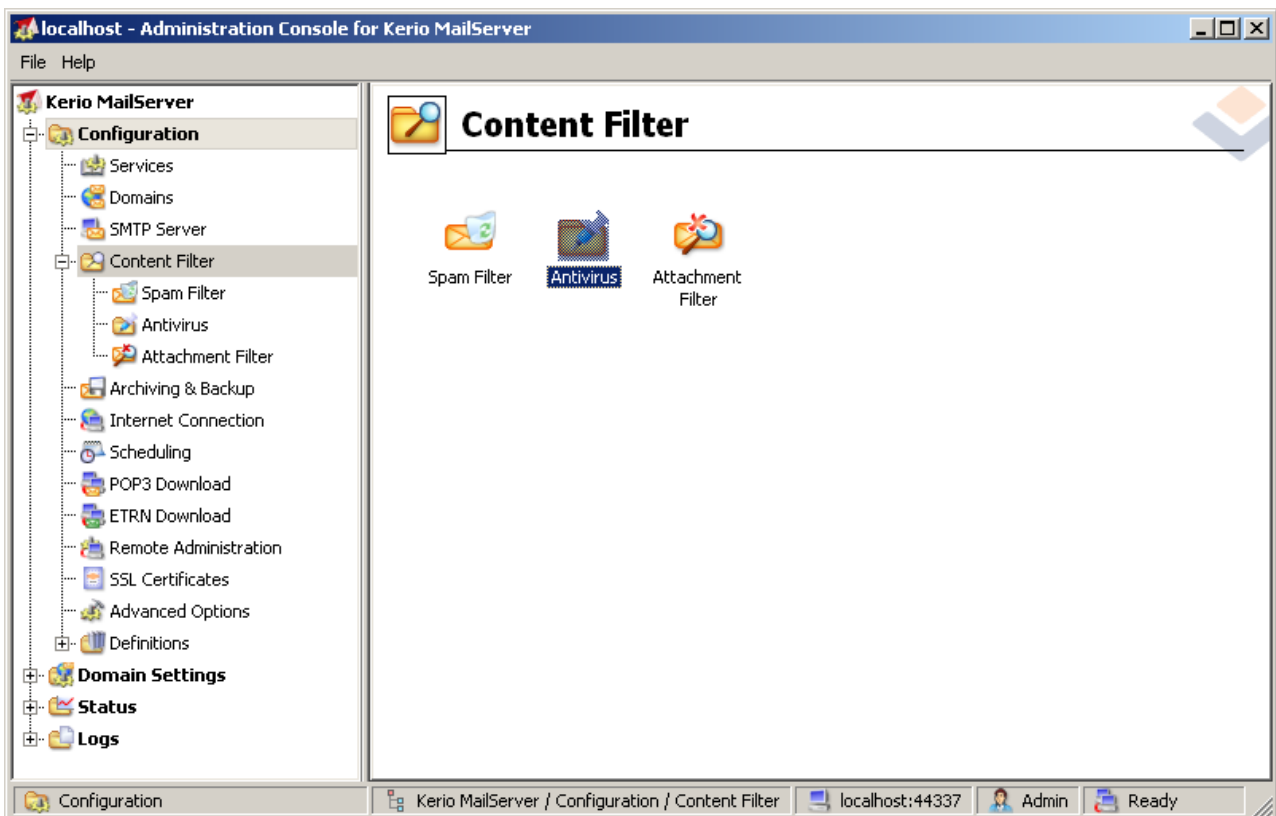 localhost - Administration Console for Kerio MailServer
File Help
Kerio MailServer
Configuration
Services
Domains
SMTP Server
Content Filter
Spam Filter
Antivirus
Attachment Filter
Archiving & Backup
Internet Connection
Scheduling
POP3 Download
ETRN Download
Remote Administration
SSL Certificates
Advanced Options
Definitions
Domain Settings
Status
Logs
Content Filter
Spam Filter
Antivirus
Attachment
Filter
Configuration
Kerio MailServer / Configuration / Content Filter
localhost:44337
Admin
Ready